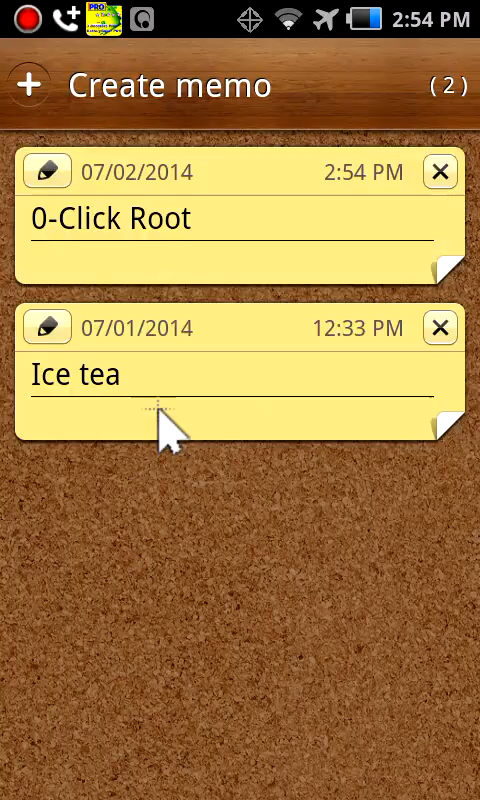 PRO
2:54 PM
Create memo
( 2 )
07/02/2014 2:54 PM
0-Click Root
07/01/2014 12:33 PM
Ice tea